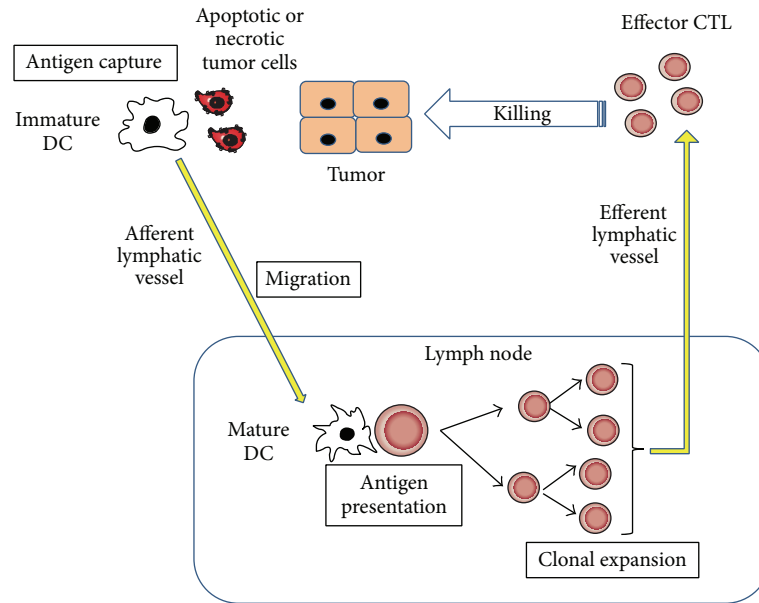 Apoptotic or
necrotic
tumor cells
Effector CTL
Antigen capture
Immature
DC
Killing
Tumor
Afferent
lymphatic
vessel
Efferent
lymphatic
vessel
Migration
Lymph node
Mature
DC
Antigen
presentation
Clonal expansion